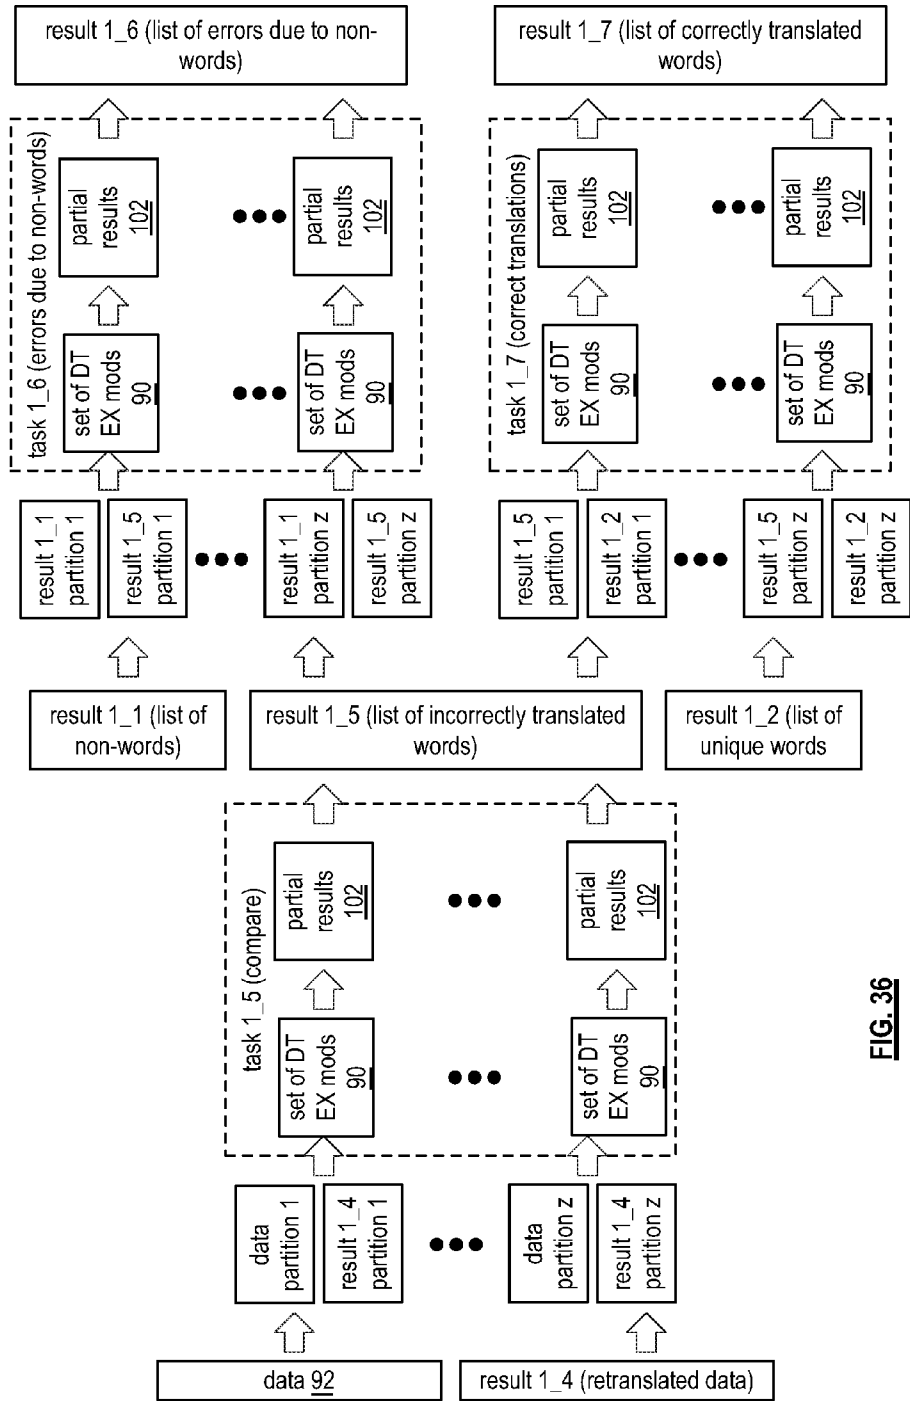 data 92
result 1_4 (retranslated data)
data
partition 1
result 1_4
partition 1
data
partition z
result 1_4
partition z
task 1_5 (compare)
set of DT
EX mods
90
partial
results
102
set of DT
EX mods
90
partial
results
102
result 1_1 (list of
non-words)
result 1_5 (list of incorrectly translated
words)
result 1_2 (list of
unique words
result 1_1
partition 1
result 1_5
partition 1
result 1_1
partition z
result 1_5
partition z
result 1_5
partition 1
result 1_2
partition 1
result 1_5
partition z
result 1_2
partition z
task 1_6 (errors due to non-words)
set of DT
EX mods
90
partial
results
102
set of DT
EX mods
90
partial
results
102
task 1_7 (correct translations)
set of DT
EX mods
90
partial
results
102
set of DT
EX mods
90
partial
results
102
result 1_6 (list of errors due to non-
words)
result 1_7 (list of correctly translated
words)
FIG. 36